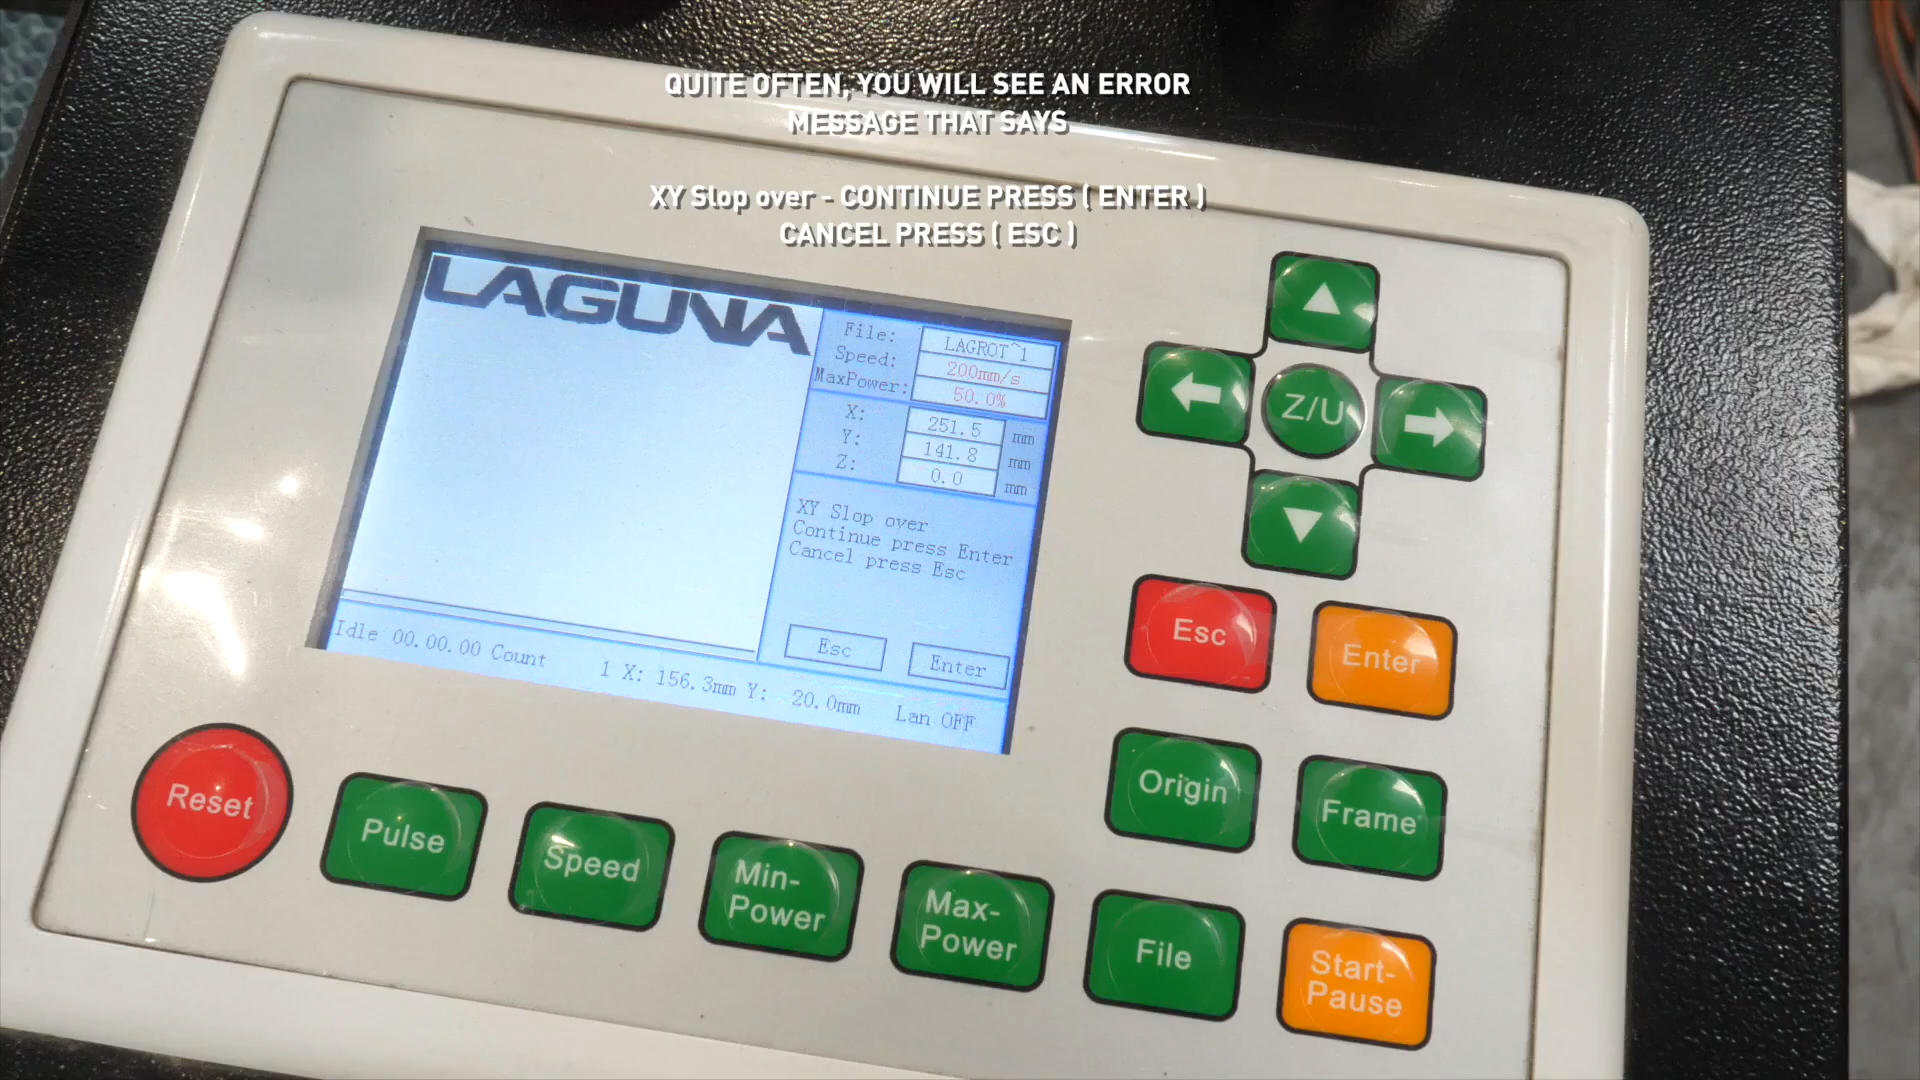 QUITE OFTEN, YOU WILL SEE AN ERROR
MESSAGE THAT SAYS
XY Slop over - CONTINUE PRESS ( ENTER )
CANCEL PRESS ( ESC )
LAGUNA
File: LAGROT^1
Speed: 200mm/s
MaxPower: 50.0%
X: 251.5 mm
Y: 141.8 mm
Z: 0.0 mm
XY Slop over
Continue press Enter
Cancel press Esc
Esc Enter
Idle 00.00.00 Count 1 X: 156.3mm Y: 20.0mm Lan OFF
Z/U
Esc
Enter
Origin
Frame
Reset
Pulse
Speed
Min-
Power
Max-
Power
File
Start-
Pause